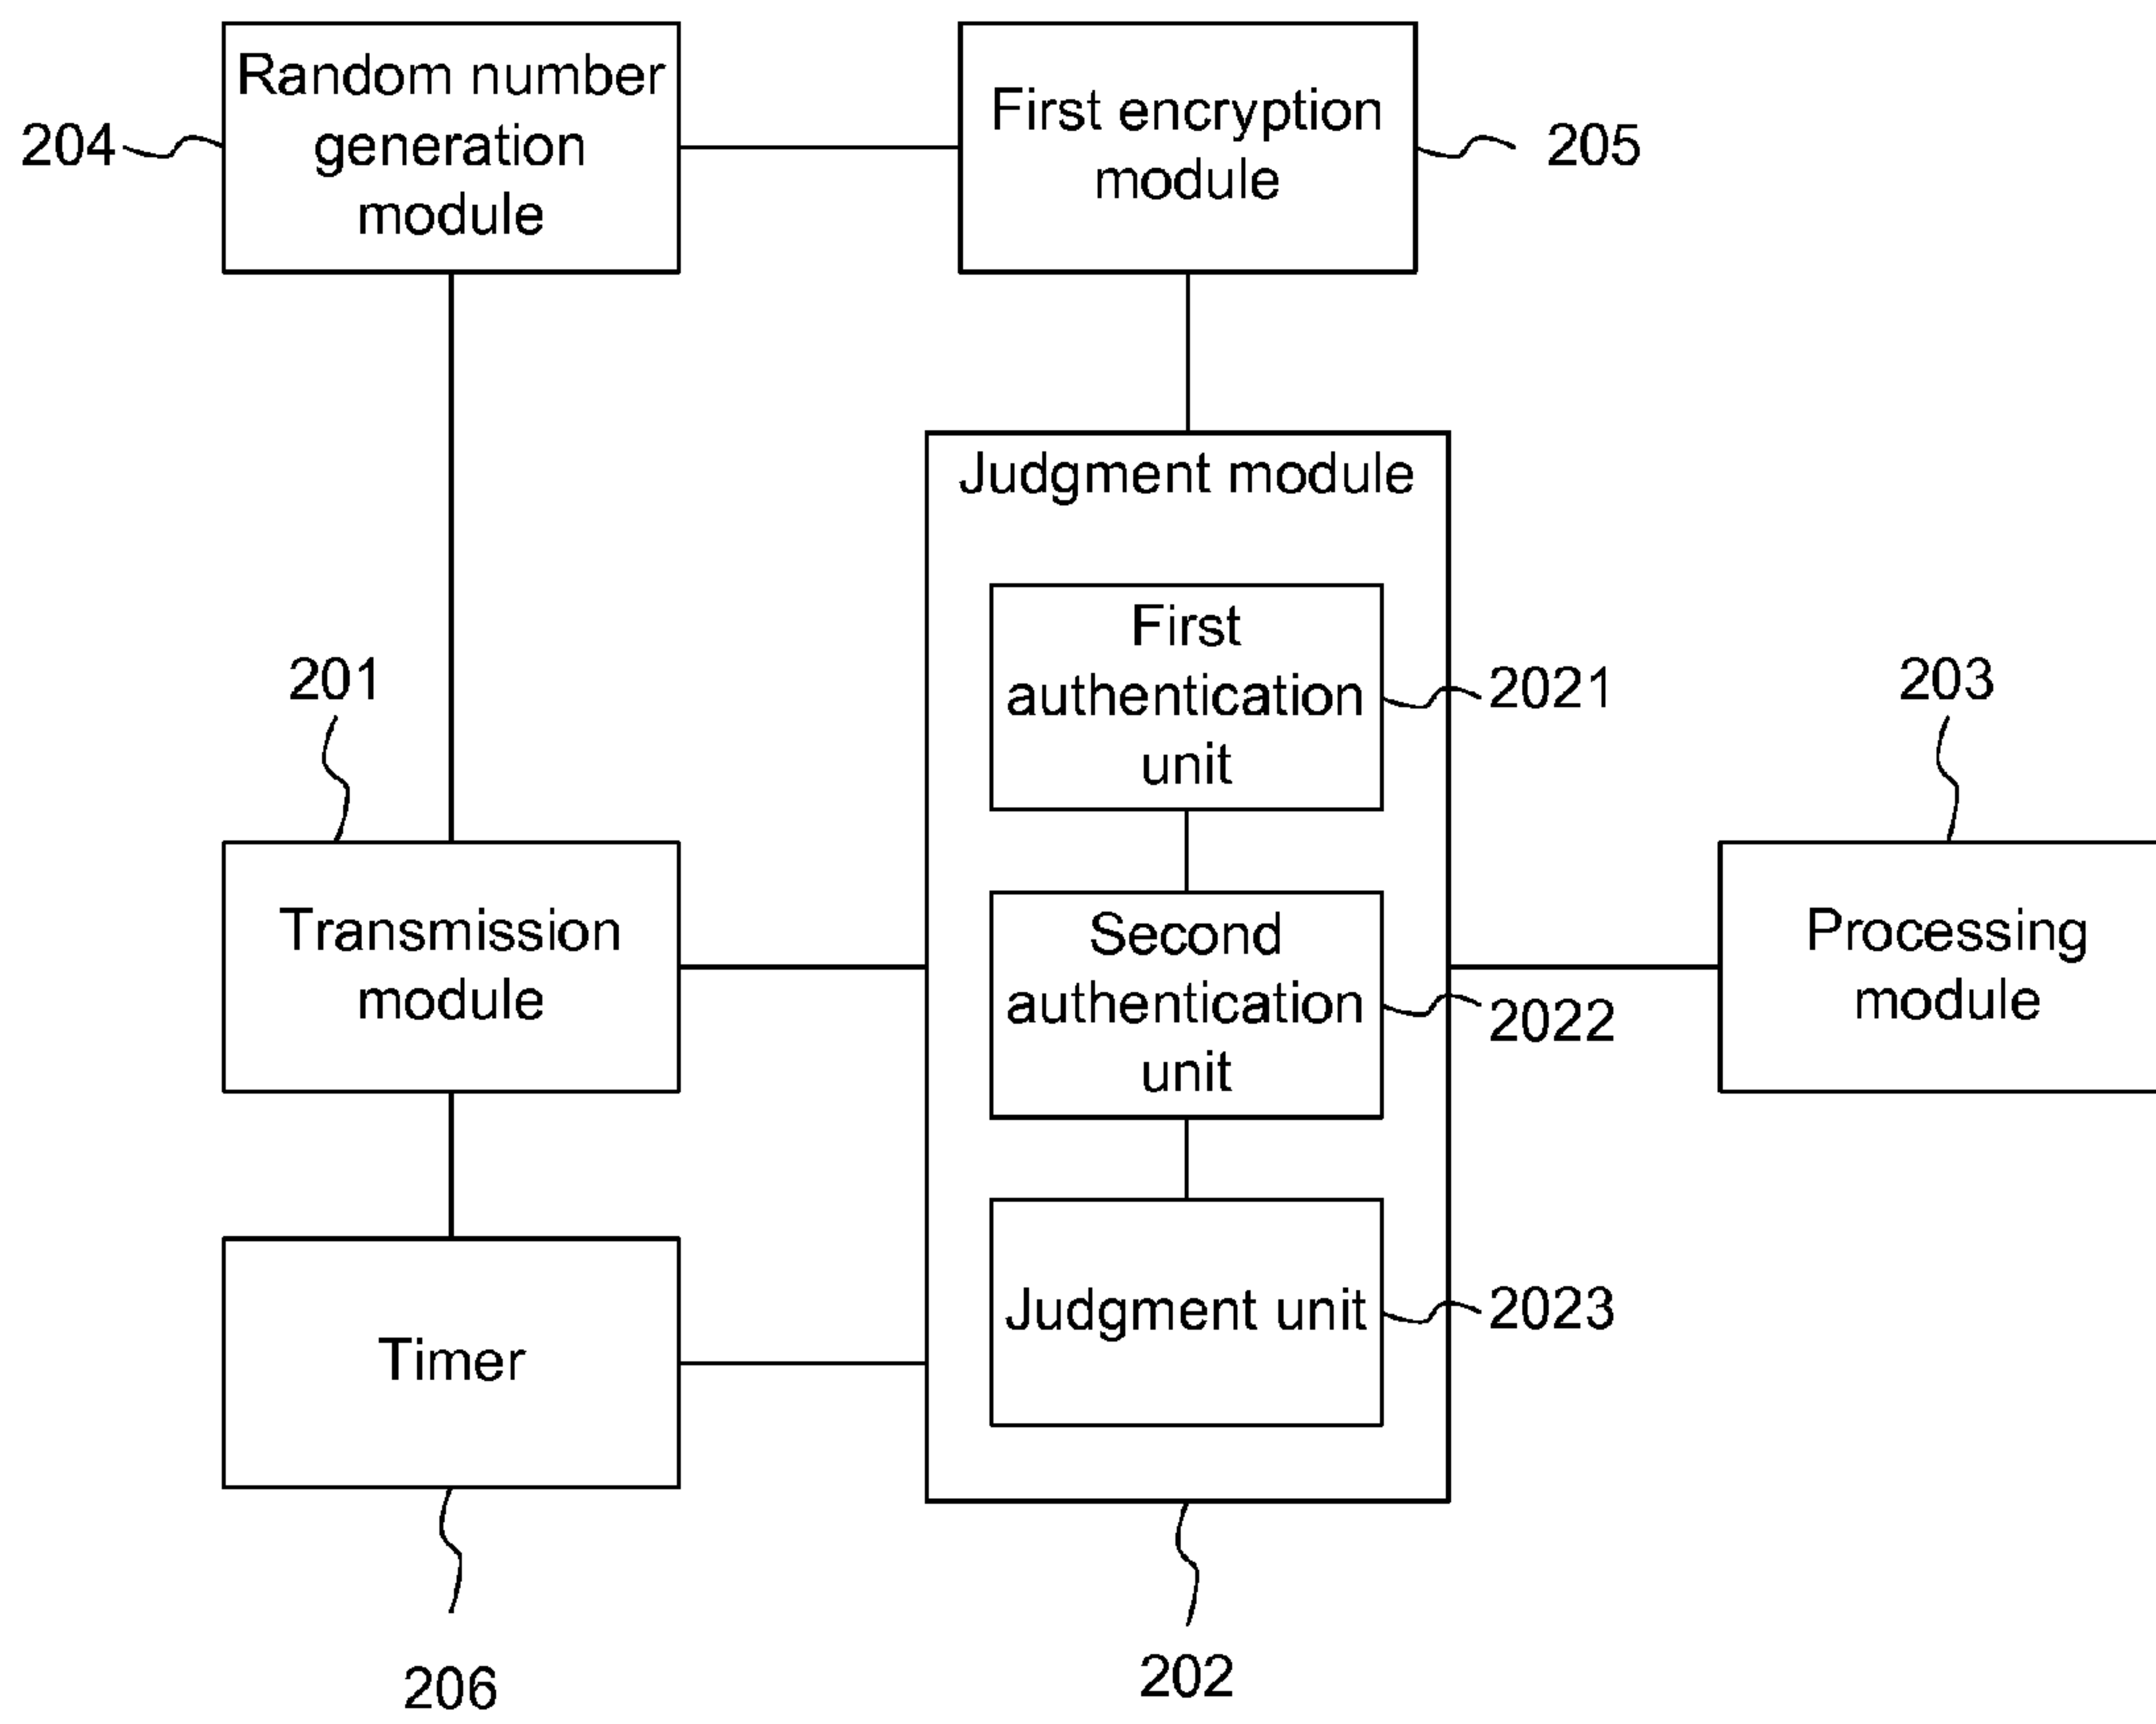 Random number
generation
module
204
First encryption
module
205
Judgment module
First
authentication
unit
2021
201
203
Transmission
module
Second
authentication
unit
2022
Processing
module
Judgment unit
2023
Timer
206
202